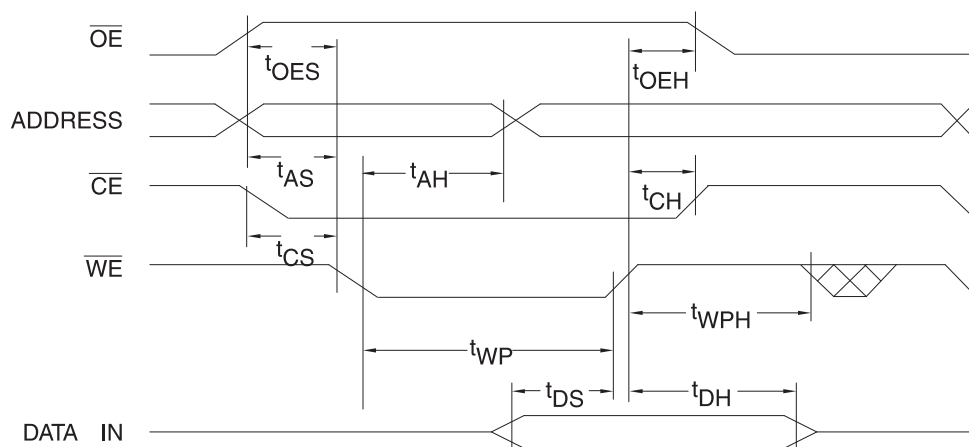 OE
tOES
tOEH
ADDRESS
tAS
tAH
CE
tCH
tCS
WE
tWPH
tWP
tDS
tDH
DATA IN